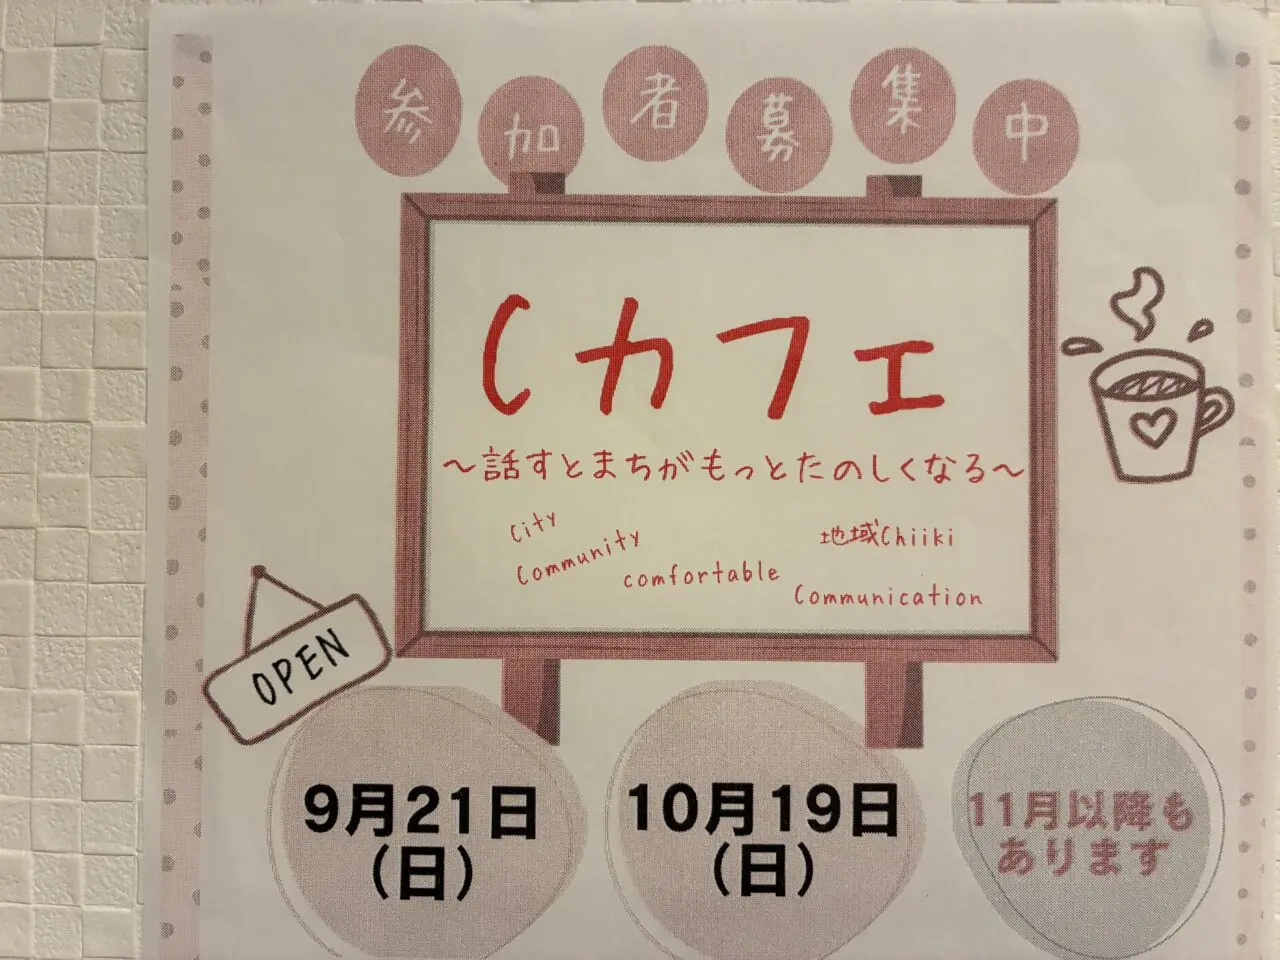 参加者募集中
Cカフェ
～話すとまちがもっとたのしくなる～
City
Community
comfortable
地域Chiiki
Communication
OPEN
9月21日
(日)
10月19日
(日)
11月以降も
あります